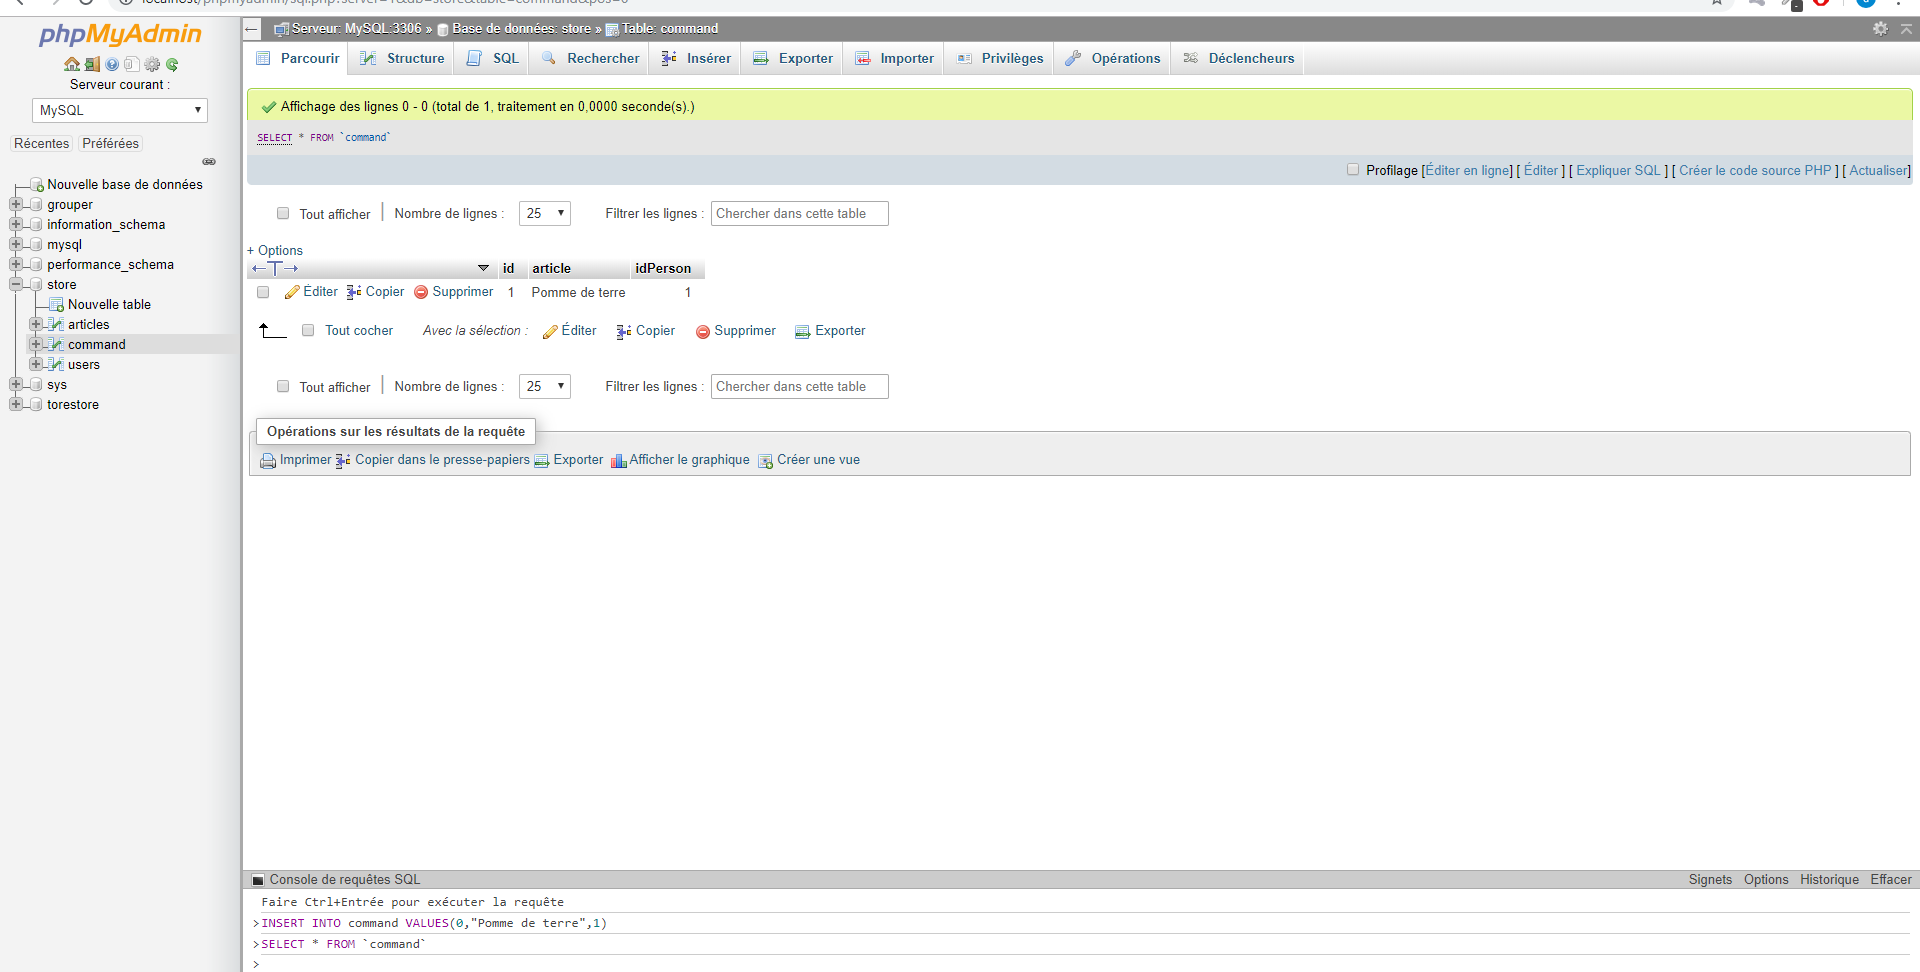 phpMyAdmin
Serveur courant :
MySQL
Récentes Préférées
Nouvelle base de données
grouper
information_schema
mysql
performance_schema
store
Nouvelle table
articles
command
users
sys
torestore
Serveur: MySQL:3306 » Base de données: store » Table: command
Parcourir Structure SQL Rechercher Insérer Exporter Importer Privilèges Opérations Déclencheurs
Affichage des lignes 0 - 0 (total de 1, traitement en 0,0000 seconde(s).)
SELECT * FROM `command`
Profilage [Éditer en ligne] [ Éditer ] [ Expliquer SQL ] [ Créer le code source PHP ] [ Actualiser]
Tout afficher Nombre de lignes : 25 Filtrer les lignes : Chercher dans cette table
+ Options
id article idPerson
Éditer Copier Supprimer 1 Pomme de terre 1
Tout cocher Avec la sélection : Éditer Copier Supprimer Exporter
Tout afficher Nombre de lignes : 25 Filtrer les lignes : Chercher dans cette table
Opérations sur les résultats de la requête
Imprimer Copier dans le presse-papiers Exporter Afficher le graphique Créer une vue
Console de requêtes SQL Signets Options Historique Effacer
Faire Ctrl+Entrée pour exécuter la requête
>INSERT INTO command VALUES(0,"Pomme de terre",1)
>SELECT * FROM `command`
>